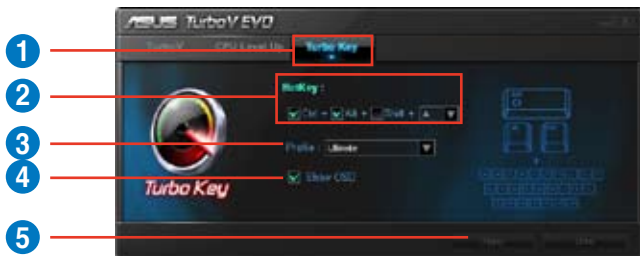 ASUS TurboV EVO
1
TurboV CPU Level Up Turbo Key
2
HotKey :
Ctrl + Alt + Shift + A
3
Profile : Ultimate
4
Show OSD
Turbo Key
5